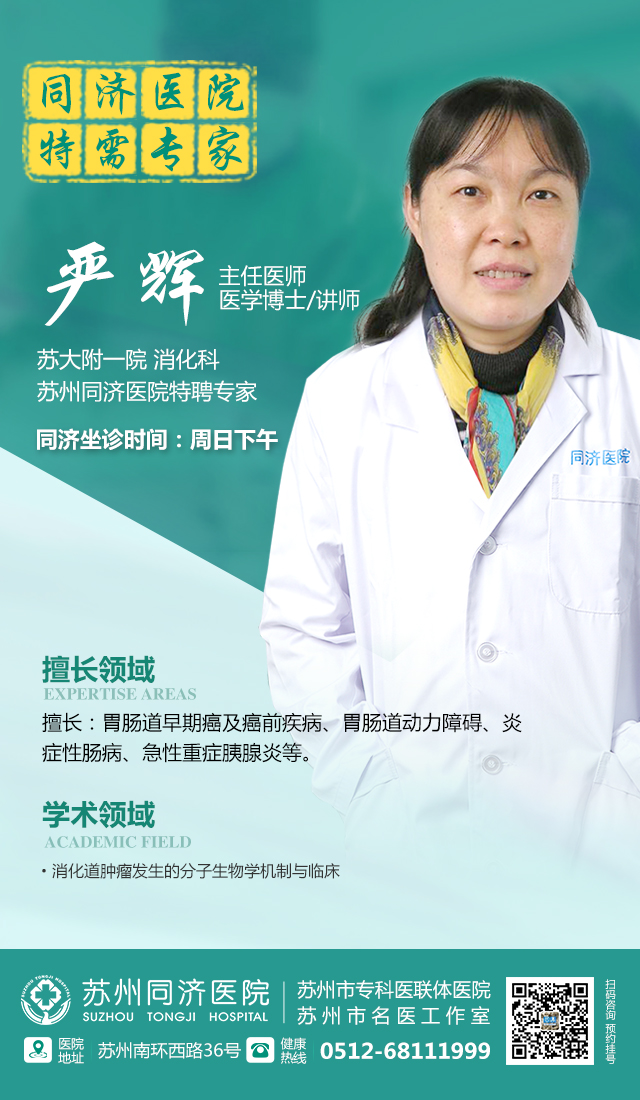 同济医院
特需专家
严辉
主任医师
医学博士/讲师
苏大附一院 消化科
苏州同济医院特聘专家
同济坐诊时间：周日下午
同济医院
擅长领域
EXPERTISE AREAS
擅长：胃肠道早期癌及癌前疾病、胃肠道动力障碍、炎
症性肠病、急性重症胰腺炎等。
学术领域
ACADEMIC FIELD
·消化道肿瘤发生的分子生物学机制与临床
SUZHOU TONGJI HOSPITAL
苏州同济医院
SUZHOU TONGJI HOSPITAL
苏州市专科医联体医院
苏州市名医工作室
医院
地址
苏州南环西路36号
健康
热线
0512-68111999
扫码咨询 预约挂号